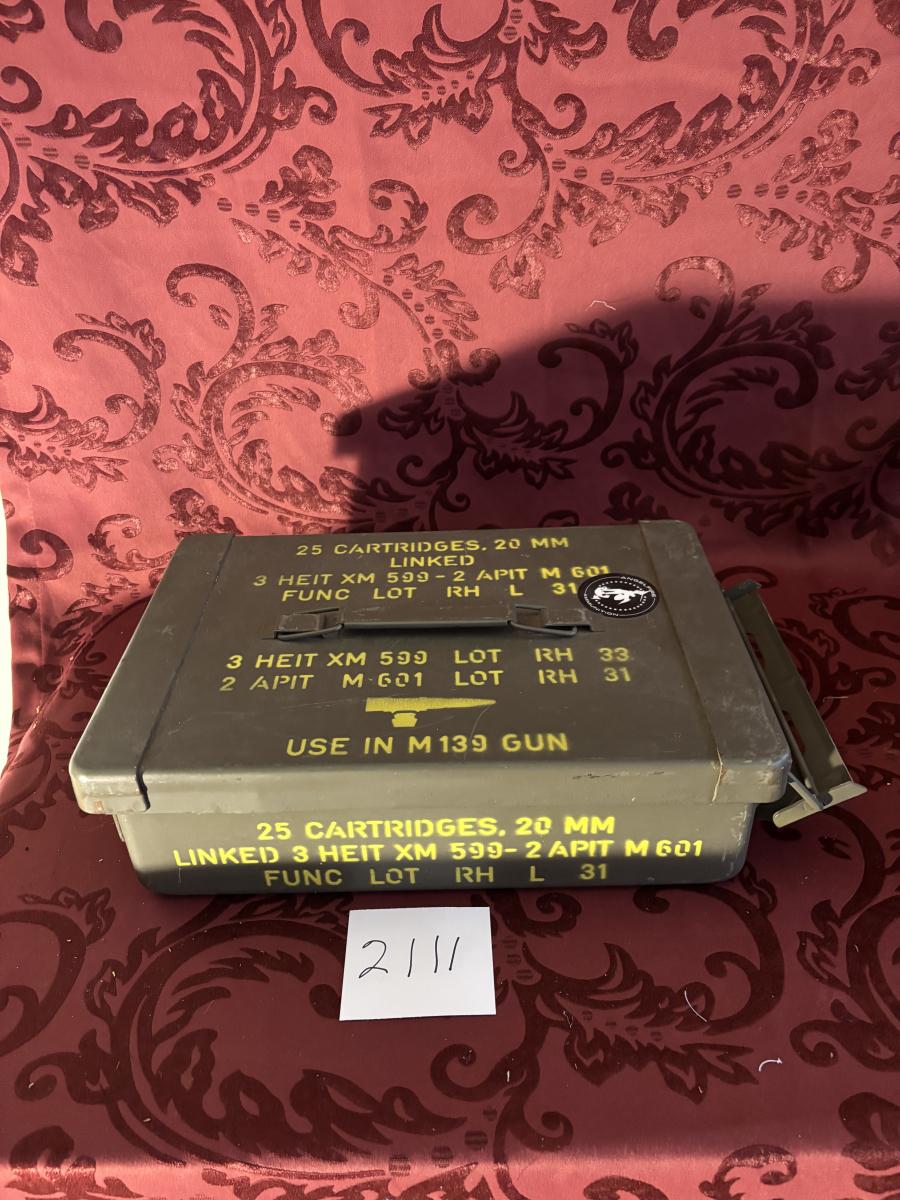 25 CARTRIDGES, 20 MM
LINKED
3 HEIT XM 599-2 APIT M 601
FUNC LOT RH L 31
3 HEIT XM 599 LOT RH 33
2 APIT M 601 LOT RH 31
USE IN M139 GUN
25 CARTRIDGES, 20 MM
LINKED 3 HEIT XM 599-2 APIT M 601
FUNC LOT RH L 31
2111